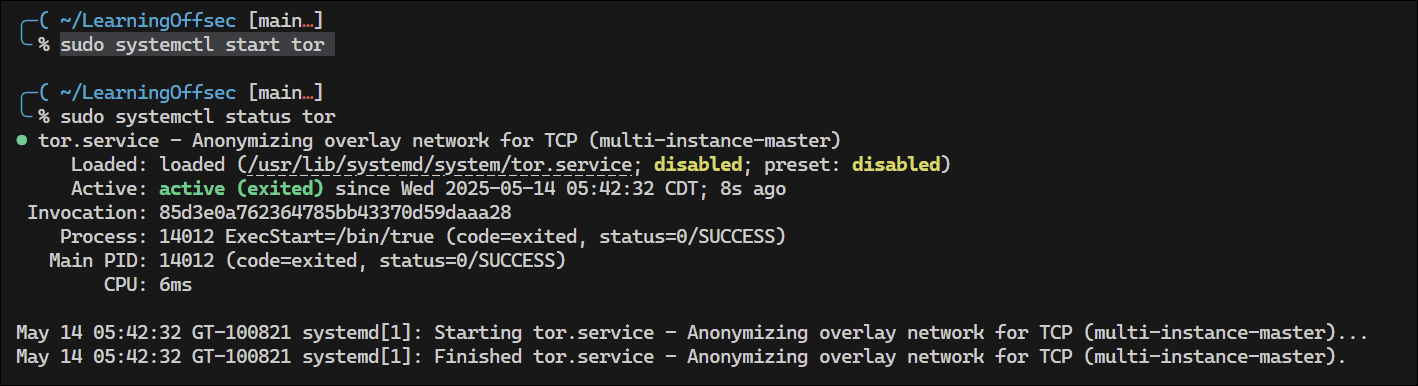 ( ~/LearningOffsec [main…]
% sudo systemctl start tor
( ~/LearningOffsec [main…]
% sudo systemctl status tor
● tor.service - Anonymizing overlay network for TCP (multi-instance-master)
Loaded: loaded (/usr/lib/systemd/system/tor.service; disabled; preset: disabled)
Active: active (exited) since Wed 2025-05-14 05:42:32 CDT; 8s ago
Invocation: 85d3e0a762364785bb43370d59daaa28
Process: 14012 ExecStart=/bin/true (code=exited, status=0/SUCCESS)
Main PID: 14012 (code=exited, status=0/SUCCESS)
CPU: 6ms
May 14 05:42:32 GT-100821 systemd[1]: Starting tor.service - Anonymizing overlay network for TCP (multi-instance-master)...
May 14 05:42:32 GT-100821 systemd[1]: Finished tor.service - Anonymizing overlay network for TCP (multi-instance-master).